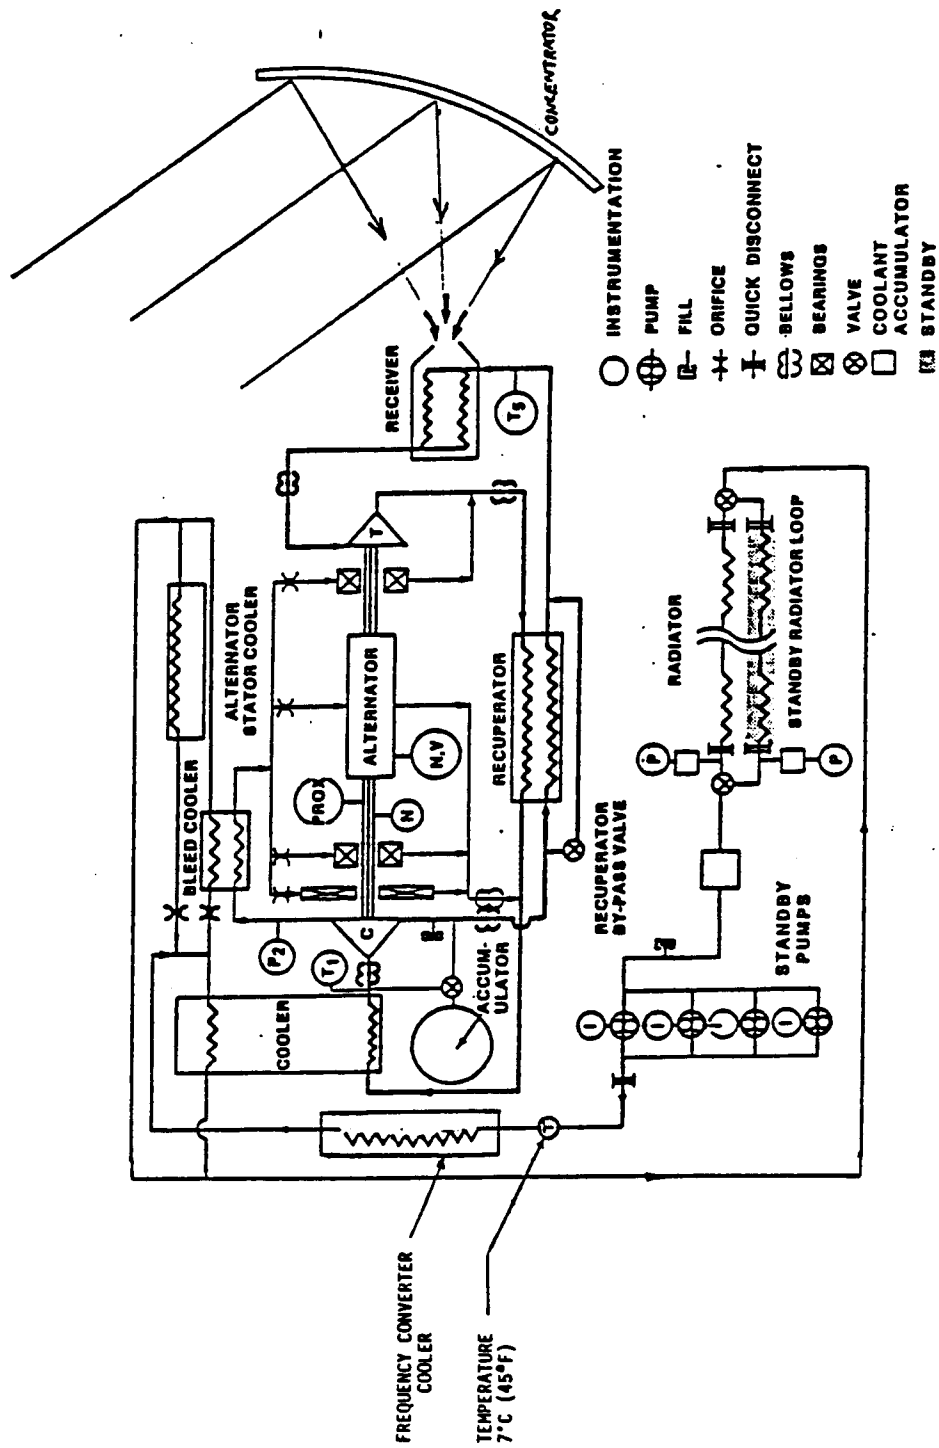 CONCENTRATOR
RECEIVER
T5
ALTERNATOR
STATOR COOLER
BLEED COOLER
T
ALTERNATOR
N,V
PROX
N
P2
T1
C
COOLER
ACCUM-
ULATOR
RECUPERATOR
RECUPERATOR
BY-PASS VALVE
RADIATOR
STANDBY RADIATOR LOOP
P
P
STANDBY
PUMPS
I
I
I
I
T
FREQUENCY CONVERTER
COOLER
TEMPERATURE
7°C (45°F)
INSTRUMENTATION
PUMP
FILL
ORIFICE
QUICK DISCONNECT
BELLOWS
BEARINGS
VALVE
COOLANT
ACCUMULATOR
STANDBY